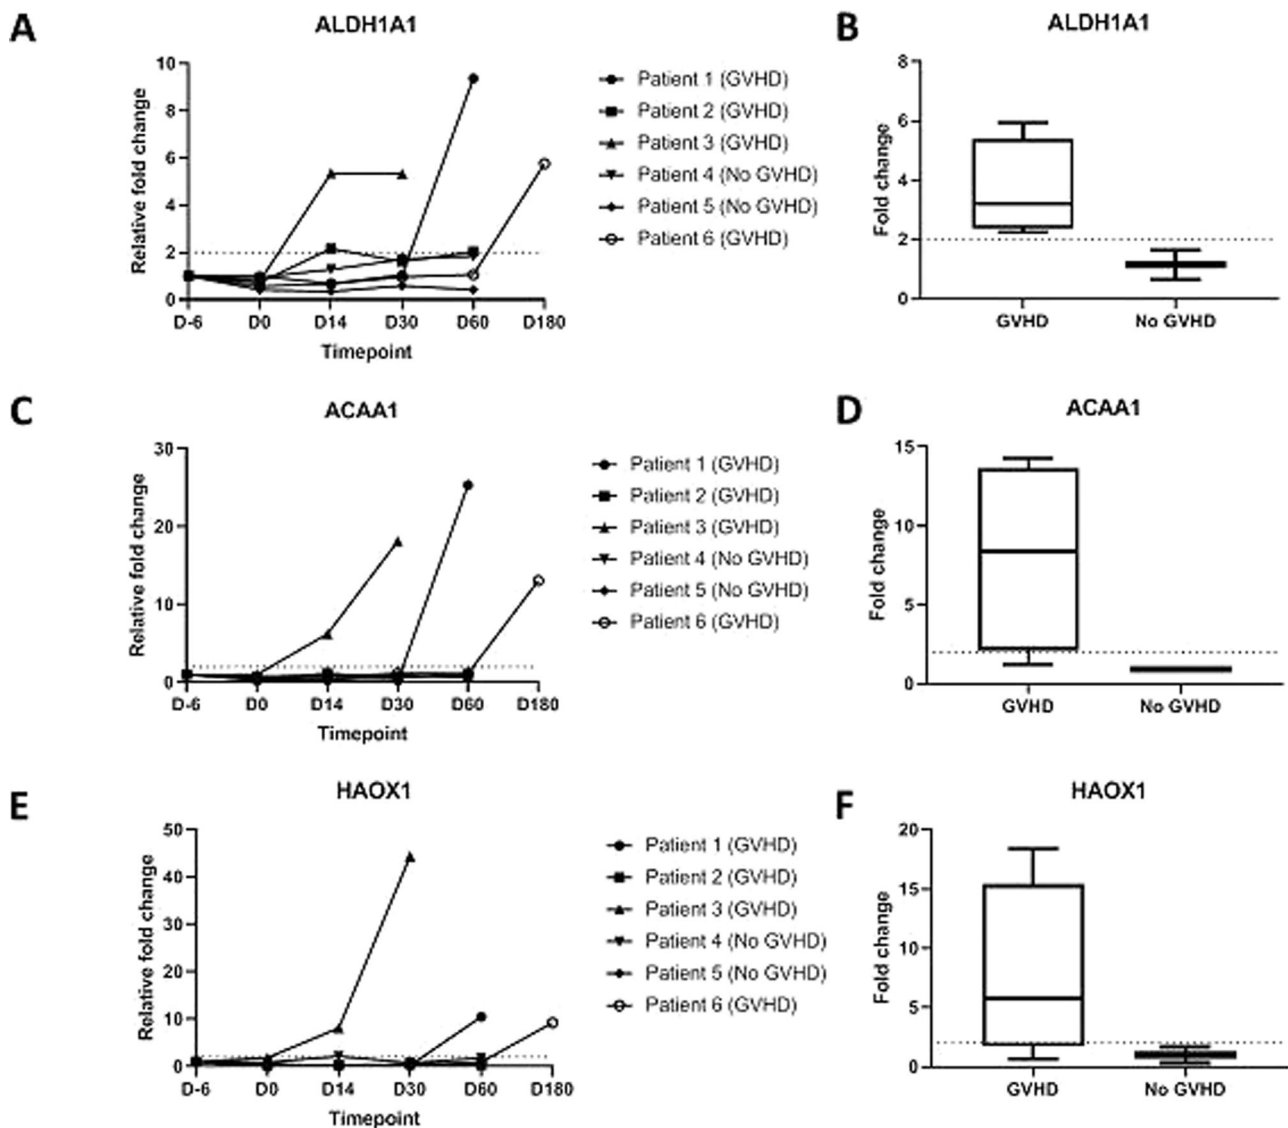 A
ALDH1A1
Relative fold change
10
8
6
4
2
0
D-6 D0 D14 D30 D60 D180
Timepoint
Patient 1 (GVHD)
Patient 2 (GVHD)
Patient 3 (GVHD)
Patient 4 (No GVHD)
Patient 5 (No GVHD)
Patient 6 (GVHD)
B
ALDH1A1
Fold change
8
6
4
2
0
GVHD No GVHD
C
ACAA1
Relative fold change
30
20
10
0
D-6 D0 D14 D30 D60 D180
Timepoint
Patient 1 (GVHD)
Patient 2 (GVHD)
Patient 3 (GVHD)
Patient 4 (No GVHD)
Patient 5 (No GVHD)
Patient 6 (GVHD)
D
ACAA1
Fold change
15
10
5
0
GVHD No GVHD
E
HAOX1
Relative fold change
50
40
30
20
10
0
D-6 D0 D14 D30 D60 D180
Timepoint
Patient 1 (GVHD)
Patient 2 (GVHD)
Patient 3 (GVHD)
Patient 4 (No GVHD)
Patient 5 (No GVHD)
Patient 6 (GVHD)
F
HAOX1
Fold change
20
15
10
5
0
GVHD No GVHD